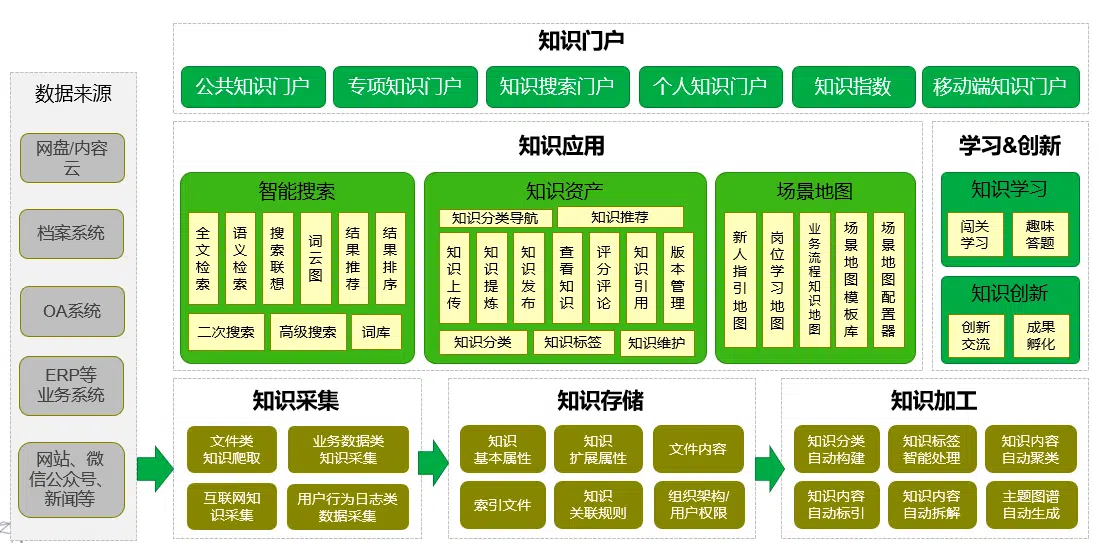 知识门户
公共知识门户
专项知识门户
知识搜索门户
个人知识门户
知识指数
移动端知识门户
数据来源
网盘/内容
云
档案系统
OA系统
ERP等
业务系统
网站、微
信公众号、
新闻等
知识应用
智能搜索
全文检索
语义检索
搜索联想
词云图
结果推荐
结果排序
二次搜索
高级搜索
词库
知识资产
知识分类导航
知识推荐
知识上传
知识提炼
知识发布
查看知识
评分评论
知识引用
版本管理
知识分类
知识标签
知识维护
场景地图
新人指引地图
岗位学习地图
业务流程知识地图
场景地图模板库
场景地图配置器
学习&创新
知识学习
闯关
学习
趣味
答题
知识创新
创新
交流
成果
孵化
知识采集
文件类
知识爬取
业务数据类
知识采集
互联网知
识采集
用户行为日志类
数据采集
知识存储
知识
基本属性
知识
扩展属性
文件内容
索引文件
知识
关联规则
组织架构/
用户权限
知识加工
知识分类
自动构建
知识标签
智能处理
知识内容
自动聚类
知识内容
自动标引
知识内容
自动拆解
主题图谱
自动生成